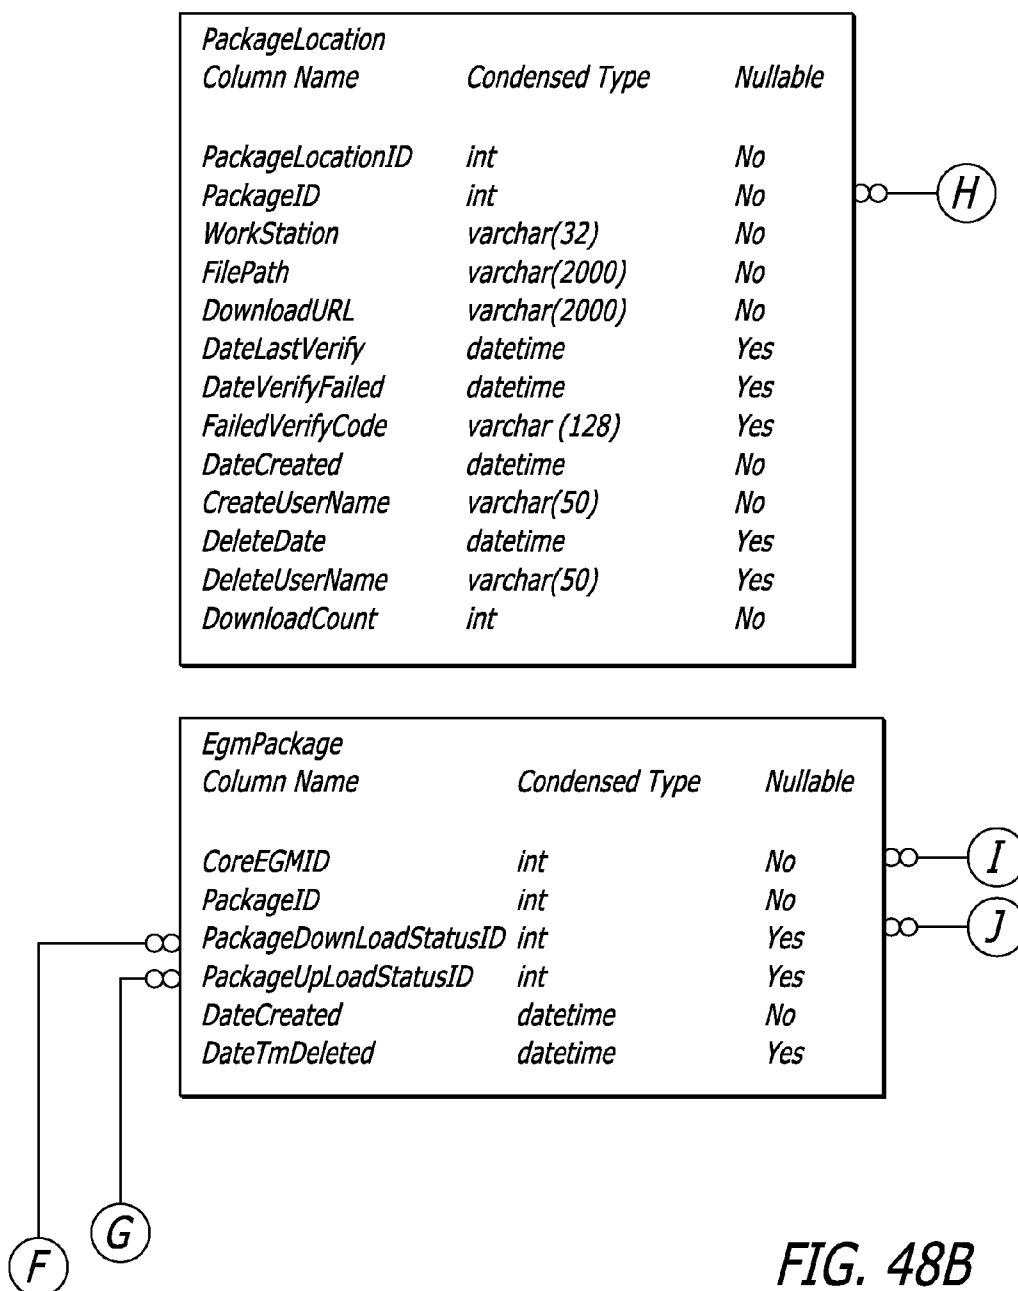 PackageLocation
Column Name Condensed Type Nullable
PackageLocationID int No
PackageID int No
H
WorkStation varchar(32) No
FilePath varchar(2000) No
DownloadURL varchar(2000) No
DateLastVerify datetime Yes
DateVerifyFailed datetime Yes
FailedVerifyCode varchar (128) Yes
DateCreated datetime No
CreateUserName varchar(50) No
DeleteDate datetime Yes
DeleteUserName varchar(50) Yes
DownloadCount int No
EgmPackage
Column Name Condensed Type Nullable
CoreEGMID int No
I
PackageID int No
PackageDownLoadStatusID int Yes
J
PackageUpLoadStatusID int Yes
DateCreated datetime No
DateTmDeleted datetime Yes
G
F
FIG. 48B